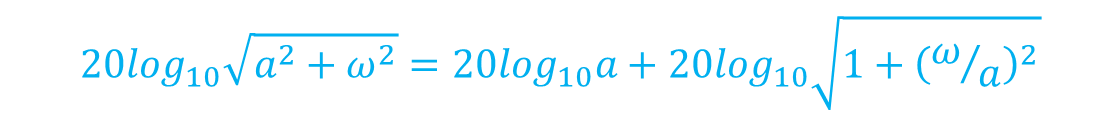 20log₁₀√(a² + ω²) = 20log₁₀a + 20log₁₀√(1 + (ω/a)²)